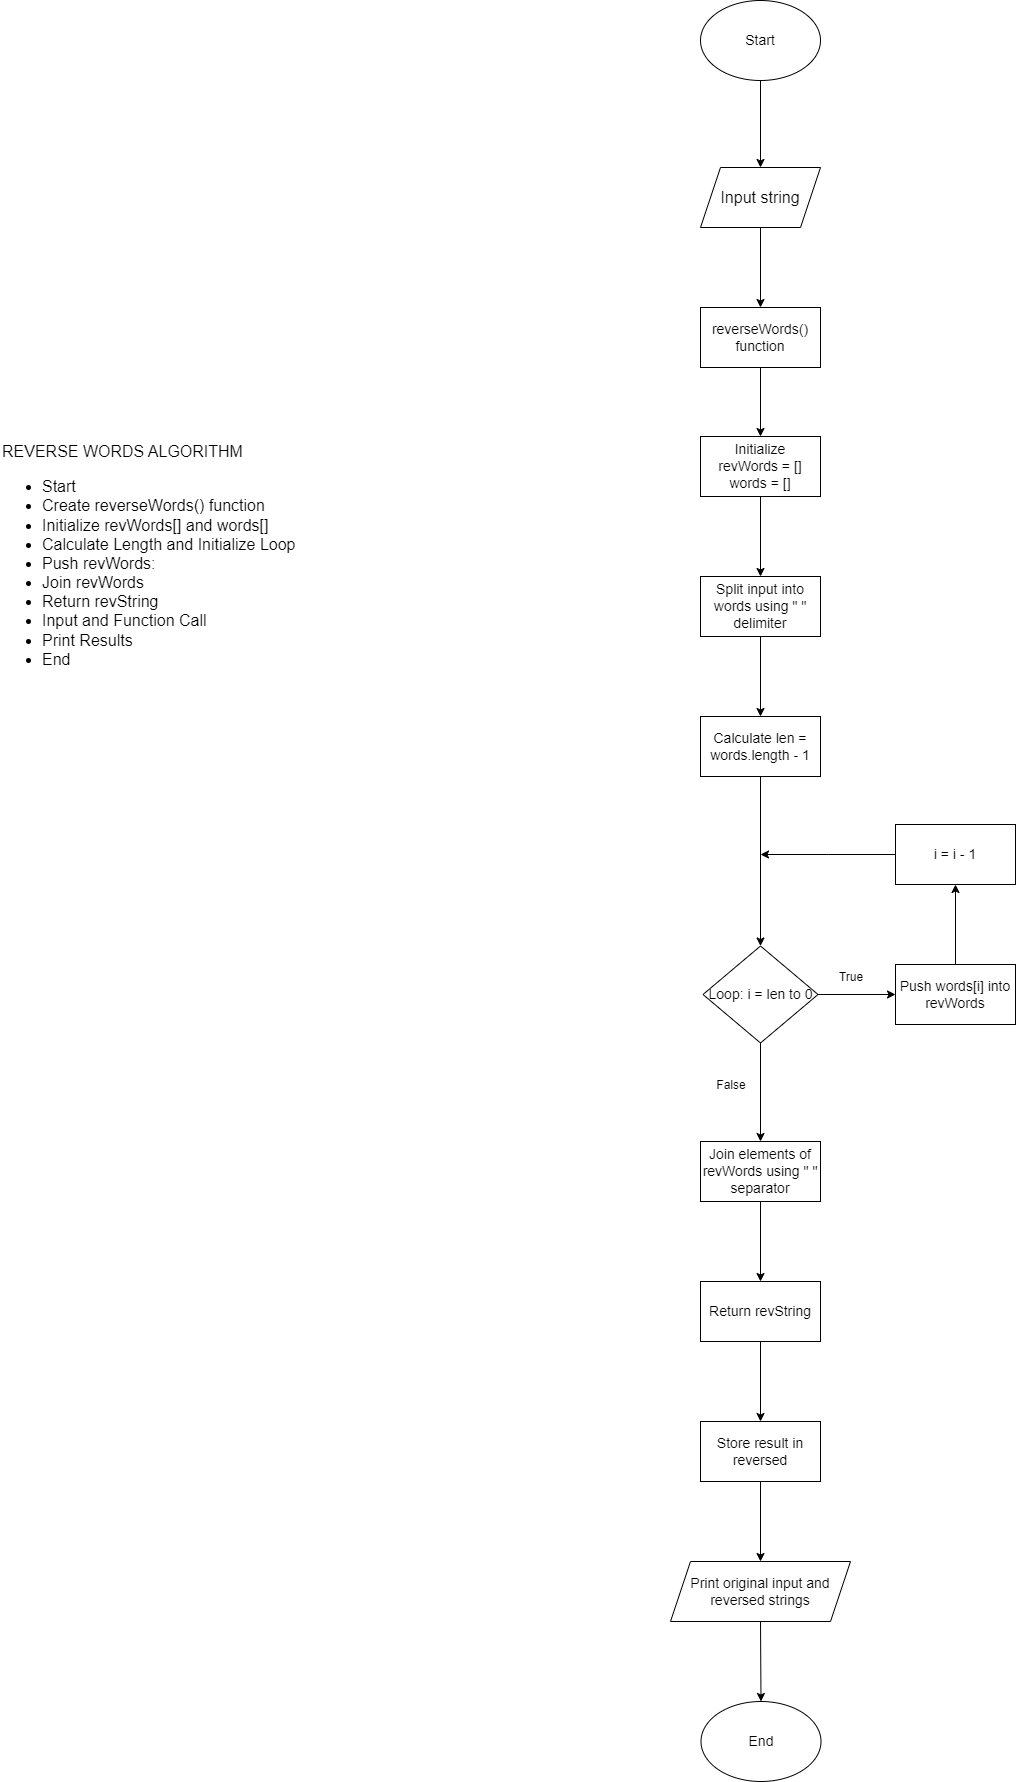 Start
Input string
reverseWords()
function
Initialize
revWords = []
words = []
REVERSE WORDS ALGORITHM
Start
Create reverseWords() function
Initialize revWords[] and words[]
Calculate Length and Initialize Loop
Push revWords:
Join revWords
Return revString
Input and Function Call
Print Results
End
Split input into
words using " "
delimiter
Calculate len =
words.length - 1
i = i - 1
Loop: i = len to 0
True
Push words[i] into
revWords
False
Join elements of
revWords using " "
separator
Return revString
Store result in
reversed
Print original input and
reversed strings
End